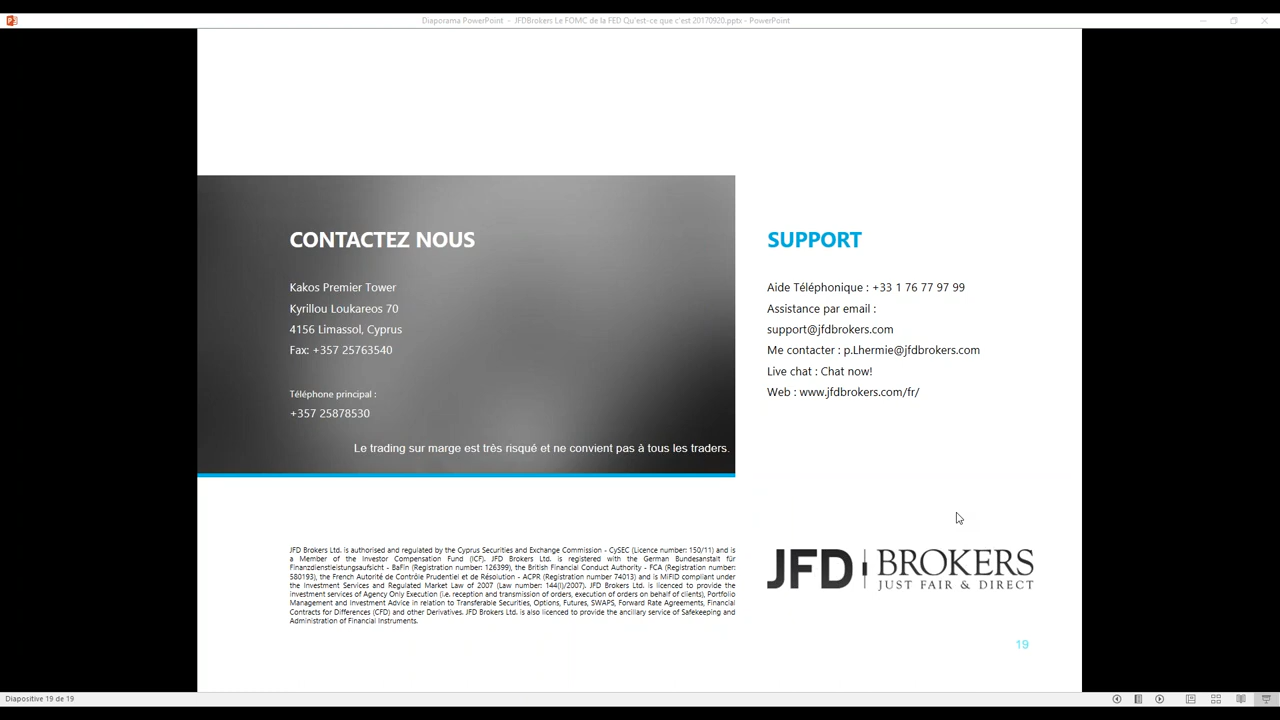 Diaporama PowerPoint - JFDBrokers Le FOMC de la FED Qu'est-ce que c'est 20170920.pptx - PowerPoint
CONTACTEZ NOUS
Kakos Premier Tower
Kyrillou Loukareos 70
4156 Limassol, Cyprus
Fax: +357 25763540
Téléphone principal :
+357 25878530
Le trading sur marge est très risqué et ne convient pas à tous les traders.
SUPPORT
Aide Téléphonique : +33 1 76 77 97 99
Assistance par email :
support@jfdbrokers.com
Me contacter : p.Lhermie@jfdbrokers.com
Live chat : Chat now!
Web : www.jfdbrokers.com/fr/
JFD Brokers Ltd. is authorised and regulated by the Cyprus Securities and Exchange Commission - CySEC (Licence number: 150/11) and is
a Member of the Investor Compensation Fund (ICF). JFD Brokers Ltd. is registered with the German Bundesanstalt für
Finanzdienstleistungsaufsicht - BaFin (Registration number: 126399), the British Financial Conduct Authority - FCA (Registration number:
580193), the French Autorité de Contrôle Prudentiel et de Résolution - ACPR (Registration number 74013) and is MIFID compliant under
the Investment Services and Regulated Market Law of 2007 (Law number: 144(I)/2007). JFD Brokers Ltd. is licenced to provide the
investment services of Agency Only Execution (i.e. reception and transmission of orders, execution of orders on behalf of clients), Portfolio
Management and Investment Advice in relation to Transferable Securities, Options, Futures, SWAPS, Forward Rate Agreements, Financial
Contracts for Differences (CFD) and other Derivatives. JFD Brokers Ltd. is also licenced to provide the ancillary service of Safekeeping and
Administration of Financial Instruments.
JFD BROKERS
JUST FAIR & DIRECT
19
Diapositive 19 de 19